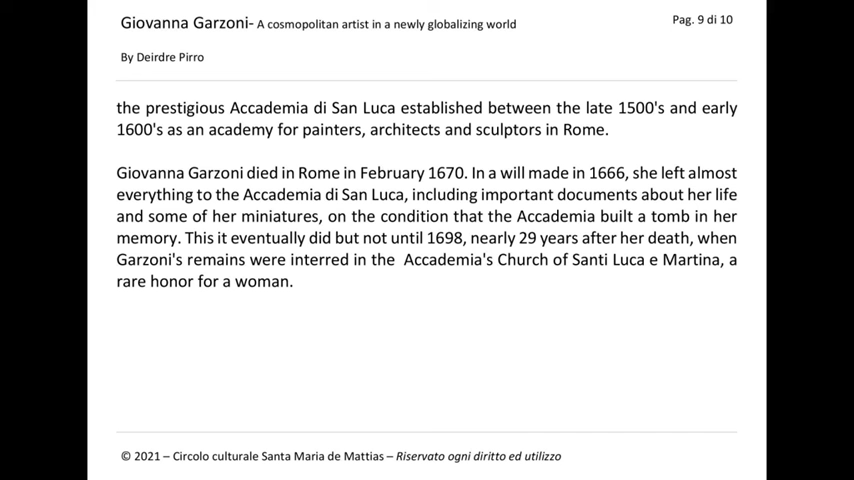 Giovanna Garzoni- A cosmopolitan artist in a newly globalizing world
Pag. 9 di 10
By Deirdre Pirro
the prestigious Accademia di San Luca established between the late 1500's and early
1600's as an academy for painters, architects and sculptors in Rome.
Giovanna Garzoni died in Rome in February 1670. In a will made in 1666, she left almost
everything to the Accademia di San Luca, including important documents about her life
and some of her miniatures, on the condition that the Accademia built a tomb in her
memory. This it eventually did but not until 1698, nearly 29 years after her death, when
Garzoni's remains were interred in the Accademia's Church of Santi Luca e Martina, a
rare honor for a woman.
© 2021 – Circolo culturale Santa Maria de Mattias – Riservato ogni diritto ed utilizzo